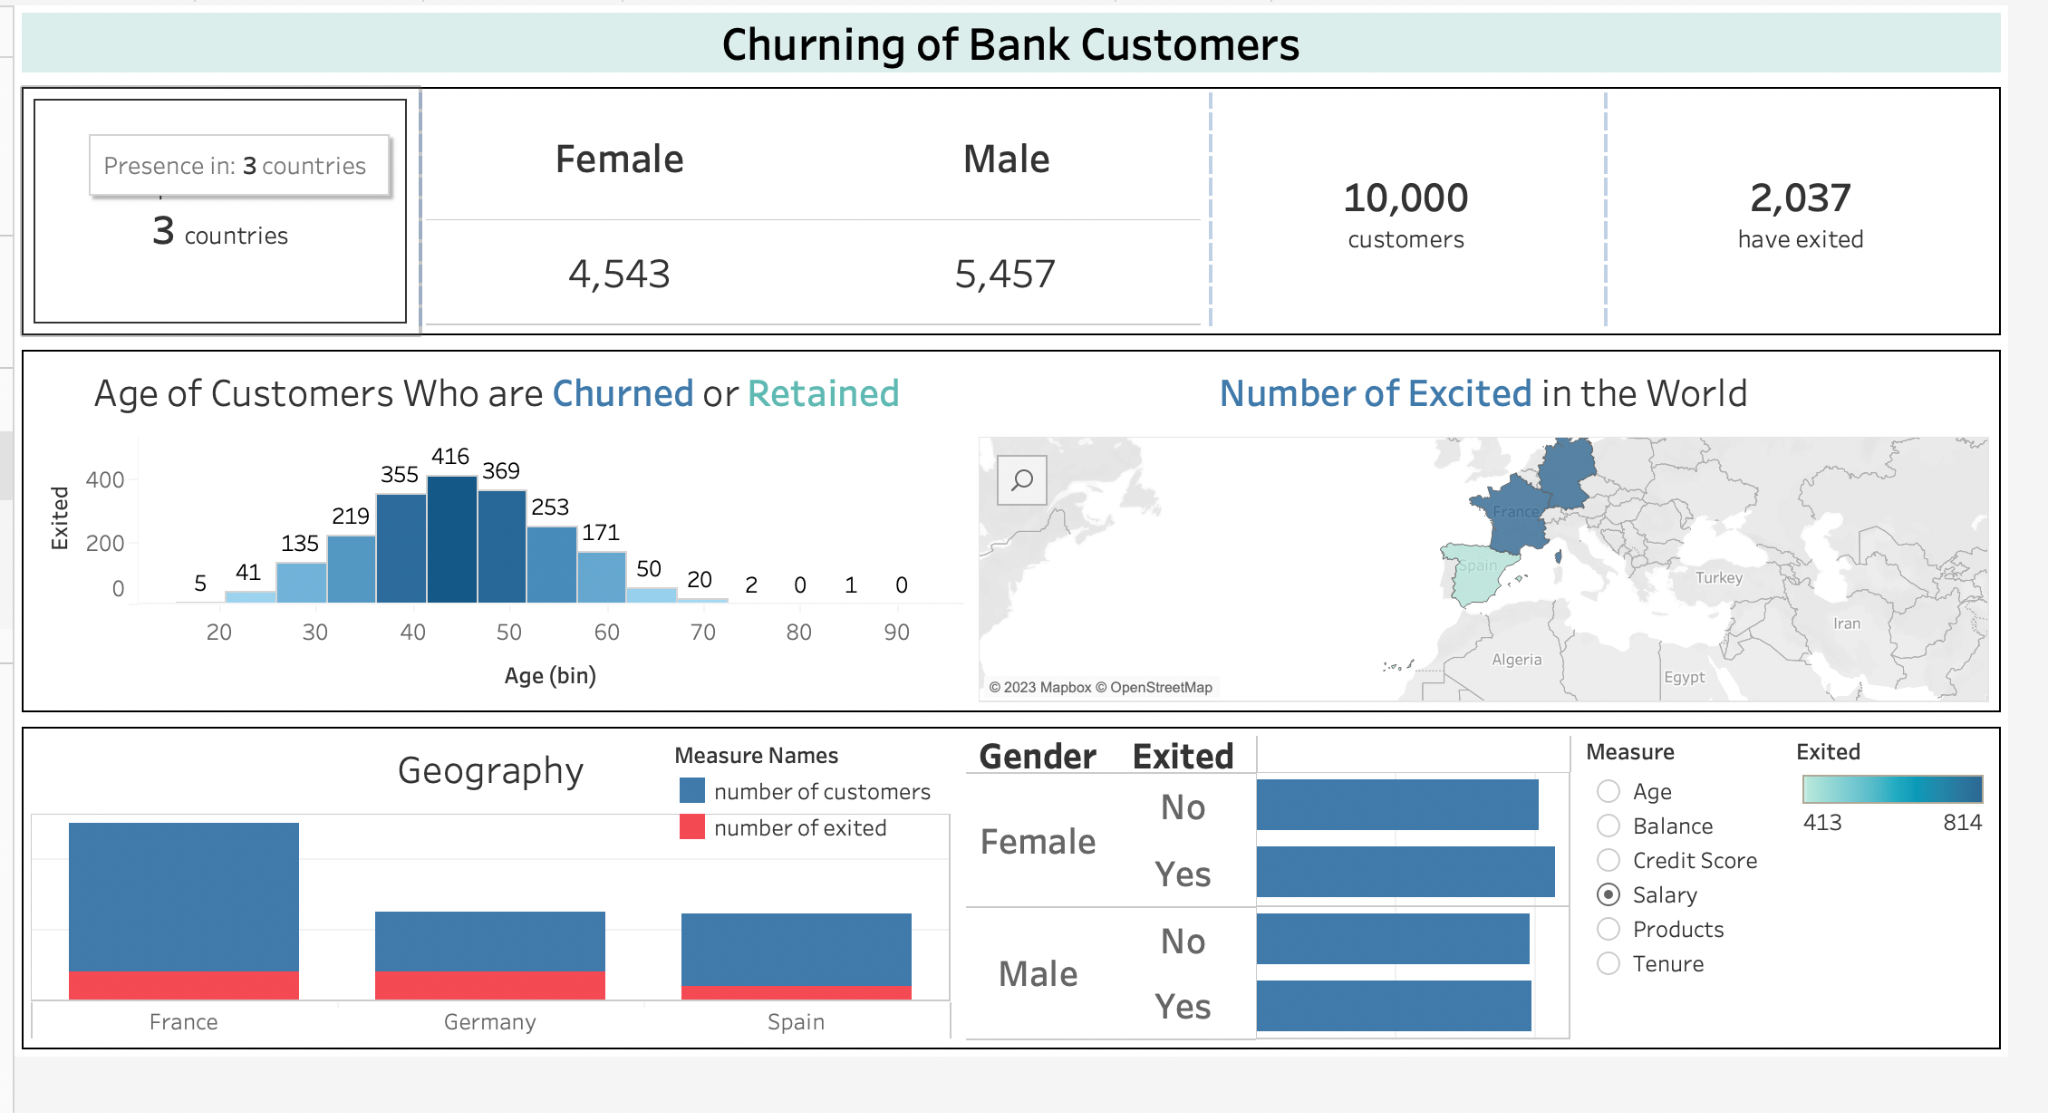 Churning of Bank Customers
Presence in: 3 countries
3 countries
Female
Male
4,543
5,457
10,000
customers
2,037
have exited
Age of Customers Who are Churned or Retained
Exited
400
200
0
5
41
135
219
355
416
369
253
171
50
20
2
0
1
0
20
30
40
50
60
70
80
90
Age (bin)
Number of Excited in the World
France
Spain
Turkey
Iran
Algeria
Egypt
© 2023 Mapbox © OpenStreetMap
Geography
Measure Names
number of customers
number of exited
France
Germany
Spain
Gender
Exited
Female
No
Yes
Male
No
Yes
Measure
Age
Balance
Credit Score
Salary
Products
Tenure
Exited
413
814